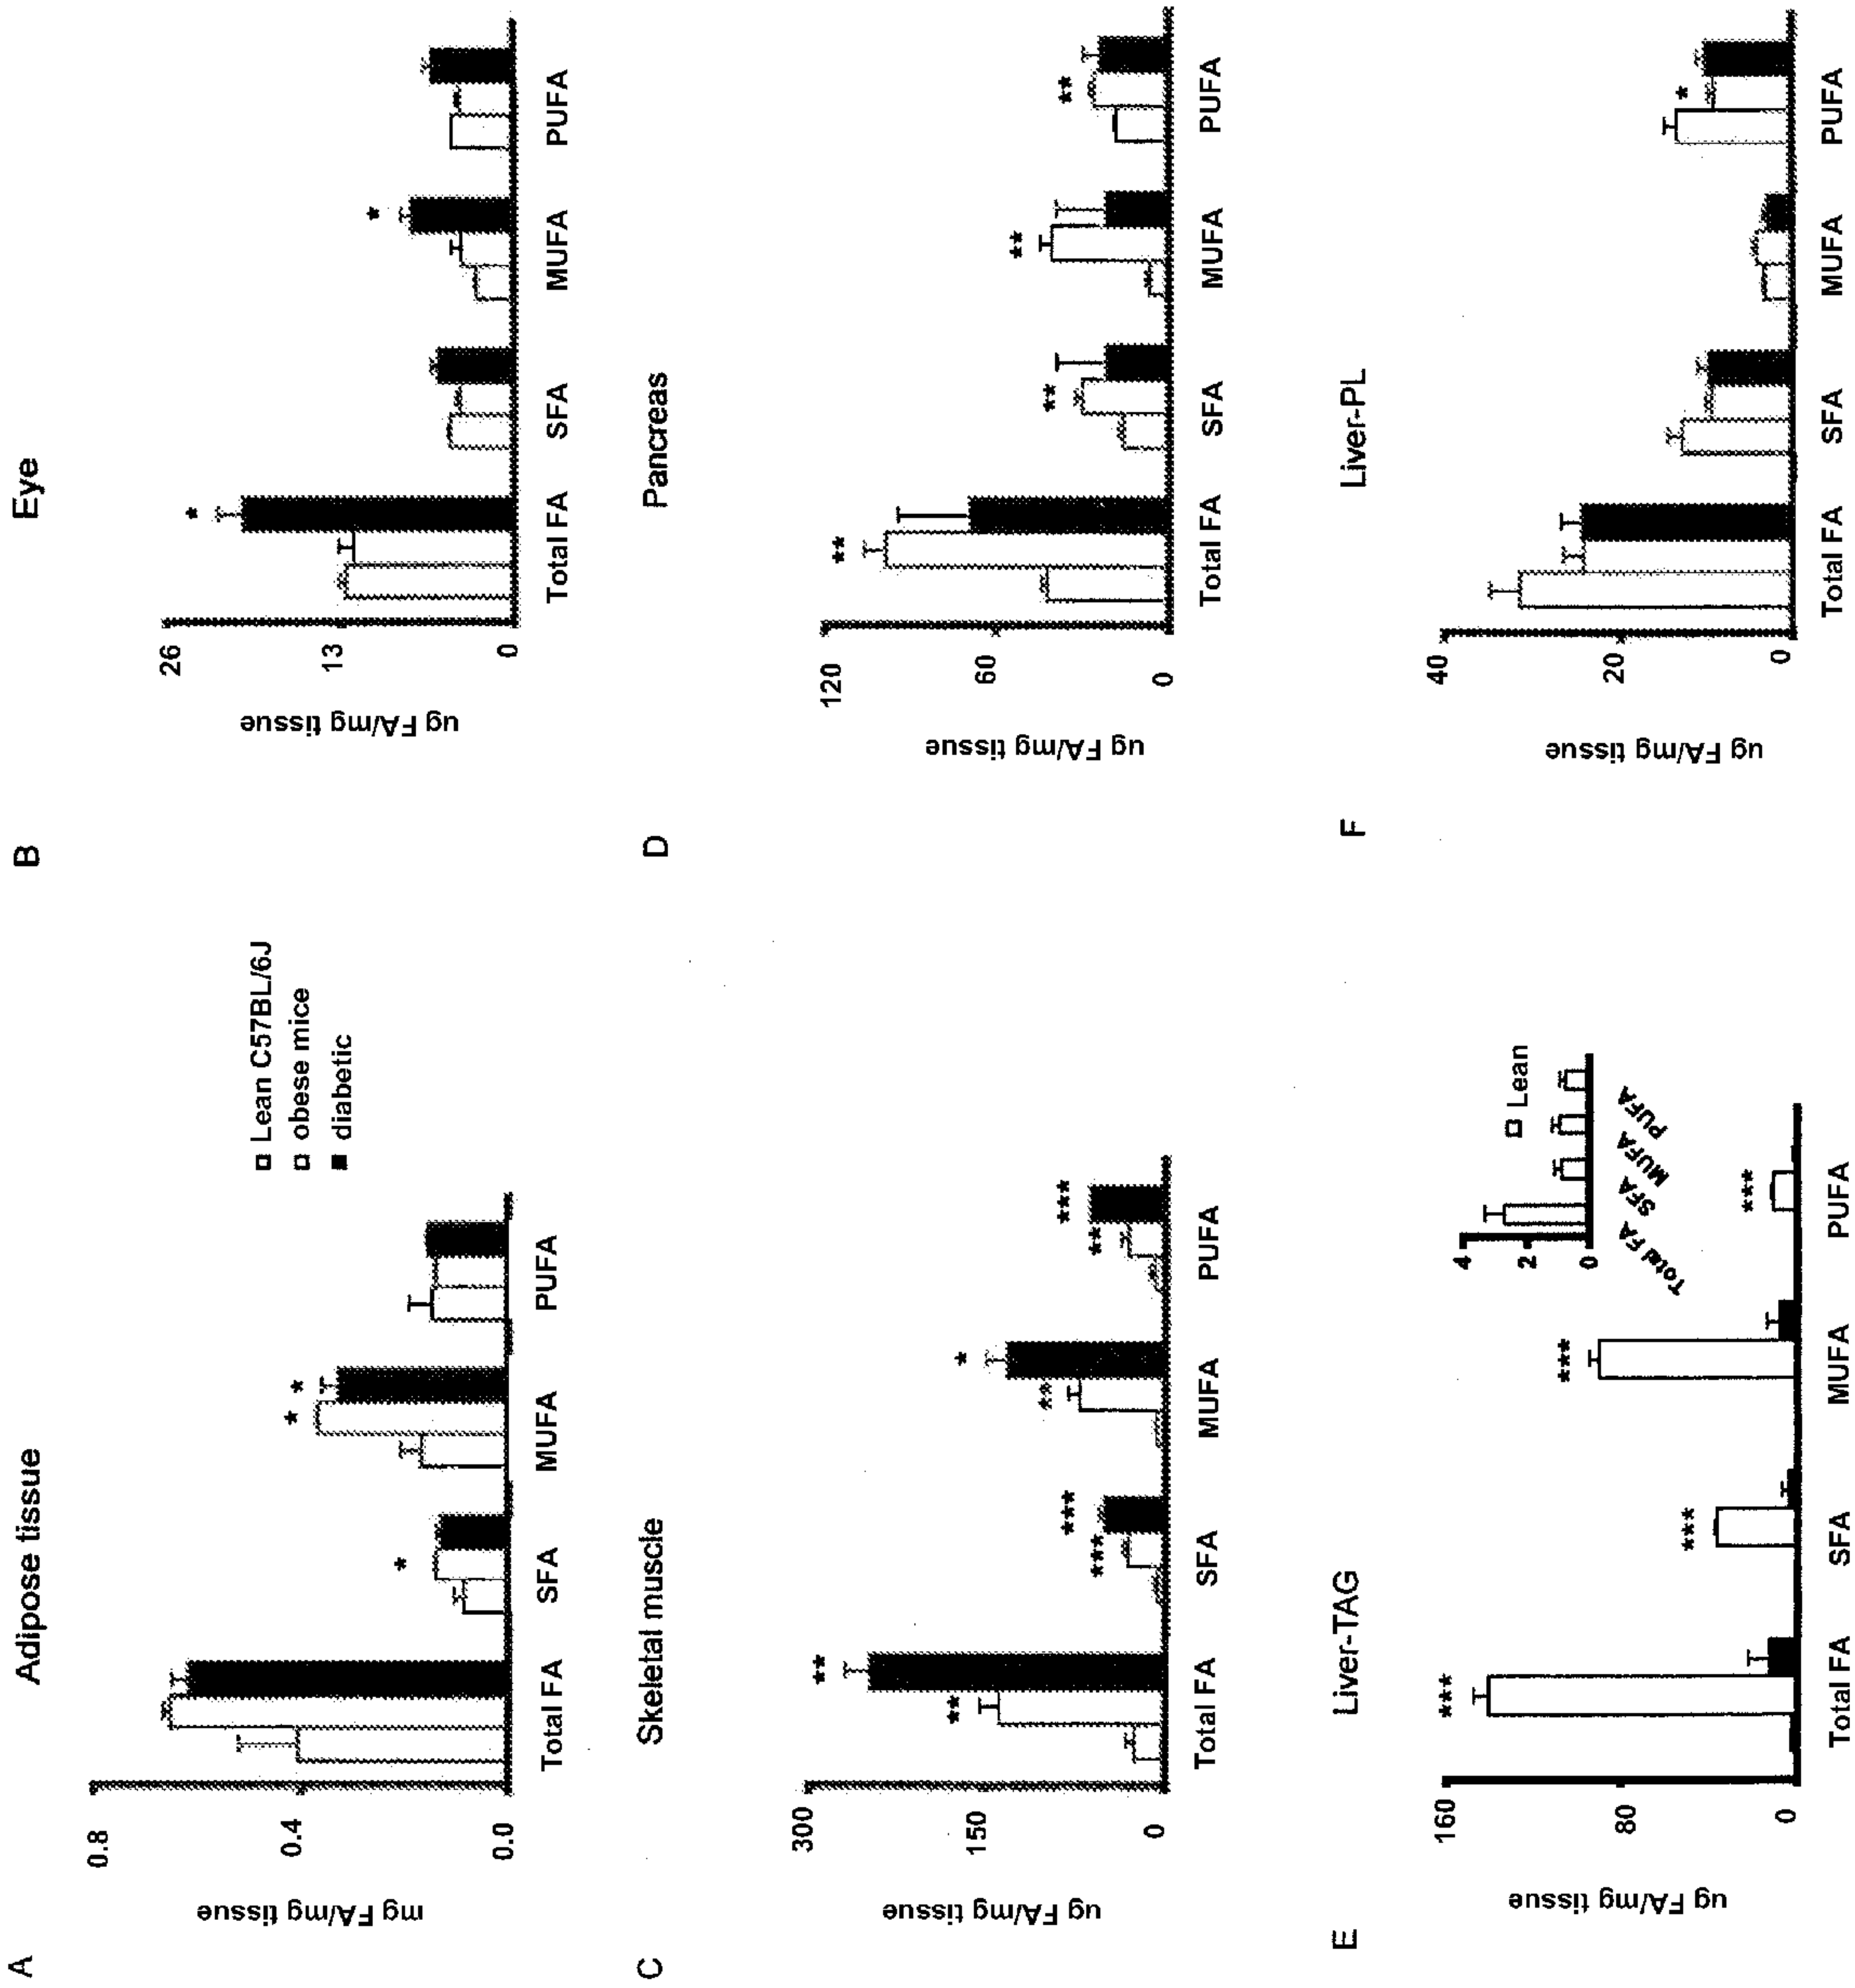 A
Adipose tissue
mg FA/mg tissue
0.8
0.4
0.0
Total FA
SFA
*
MUFA
* *
PUFA
Lean C57BL/6J
obese mice
diabetic
B
Eye
ug FA/mg tissue
26
13
0
Total FA
*
SFA
MUFA
*
PUFA
C
Skeletal muscle
ug FA/mg tissue
300
150
0
Total FA
** **
SFA
*** ***
MUFA
** *
PUFA
** ***
D
Pancreas
ug FA/mg tissue
120
60
0
Total FA
**
SFA
**
MUFA
**
PUFA
**
E
Liver-TAG
ug FA/mg tissue
160
80
0
Total FA
***
SFA
***
MUFA
***
PUFA
***
Lean
4
2
0
Total FA
SFA
MUFA
PUFA
F
Liver-PL
ug FA/mg tissue
40
20
0
Total FA
SFA
MUFA
PUFA
*